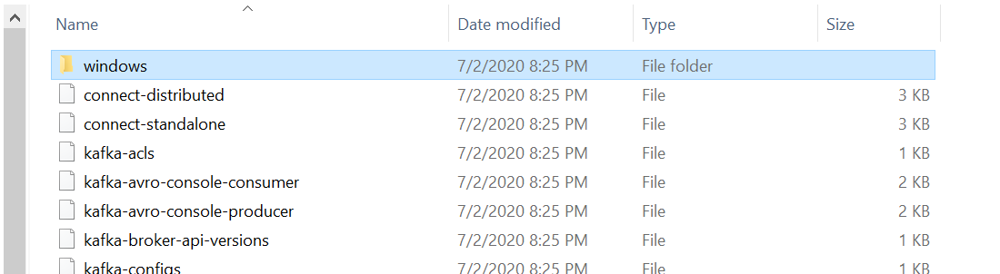 Name Date modified Type Size
windows 7/2/2020 8:25 PM File folder
connect-distributed 7/2/2020 8:25 PM File 3 KB
connect-standalone 7/2/2020 8:25 PM File 3 KB
kafka-acls 7/2/2020 8:25 PM File 1 KB
kafka-avro-console-consumer 7/2/2020 8:25 PM File 2 KB
kafka-avro-console-producer 7/2/2020 8:25 PM File 2 KB
kafka-broker-api-versions 7/2/2020 8:25 PM File 1 KB
kafka-configs 7/2/2020 8:25 PM File 1 KB